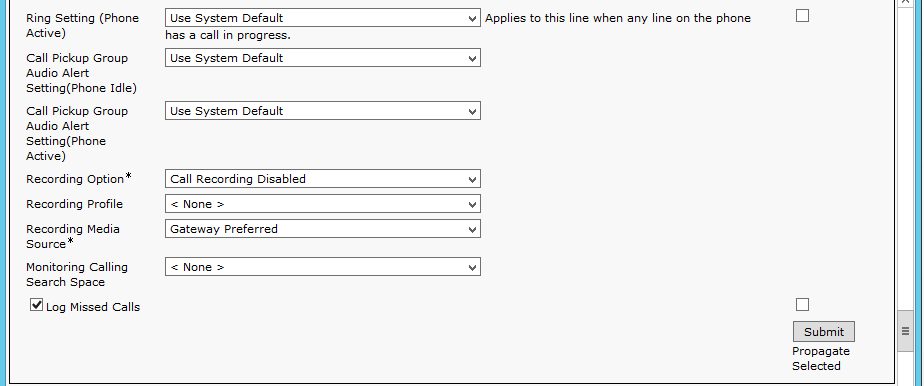 Ring Setting (Phone Active)
Use System Default
Applies to this line when any line on the phone has a call in progress.
Call Pickup Group Audio Alert Setting(Phone Idle)
Use System Default
Call Pickup Group Audio Alert Setting(Phone Active)
Use System Default
Recording Option*
Call Recording Disabled
Recording Profile
< None >
Recording Media Source*
Gateway Preferred
Monitoring Calling Search Space
< None >
Log Missed Calls
Submit
Propagate Selected